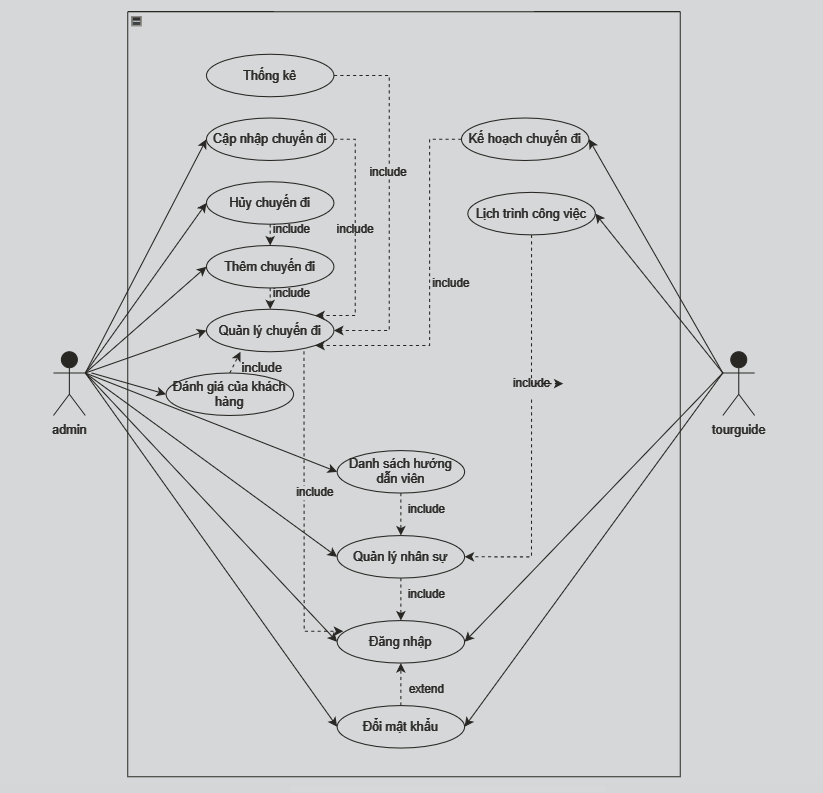 Thống kê
Cập nhập chuyến đi
Kế hoạch chuyến đi
include
Hủy chuyến đi
Lịch trình công việc
include
include
Thêm chuyến đi
include
include
Quản lý chuyến đi
include
Đánh giá của khách
hàng
include
admin
tourguide
Danh sách hướng
dẫn viên
include
include
Quản lý nhân sự
include
Đăng nhập
extend
Đổi mật khẩu